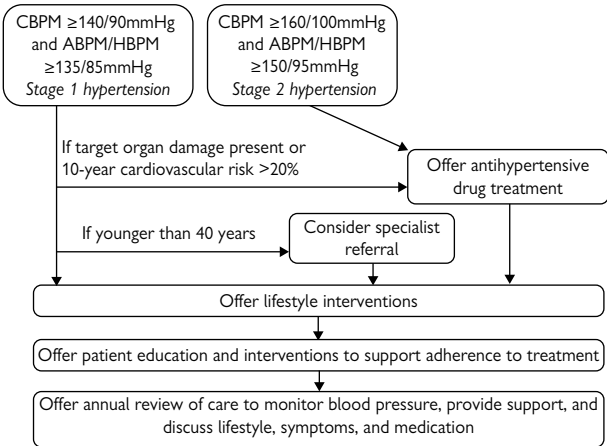 CBPM ≥140/90mmHg
and ABPM/HBPM
≥135/85mmHg
Stage 1 hypertension
CBPM ≥160/100mmHg
and ABPM/HBPM
≥150/95mmHg
Stage 2 hypertension
If target organ damage present or
10-year cardiovascular risk >20%
Offer antihypertensive
drug treatment
If younger than 40 years
Consider specialist
referral
Offer lifestyle interventions
Offer patient education and interventions to support adherence to treatment
Offer annual review of care to monitor blood pressure, provide support, and
discuss lifestyle, symptoms, and medication